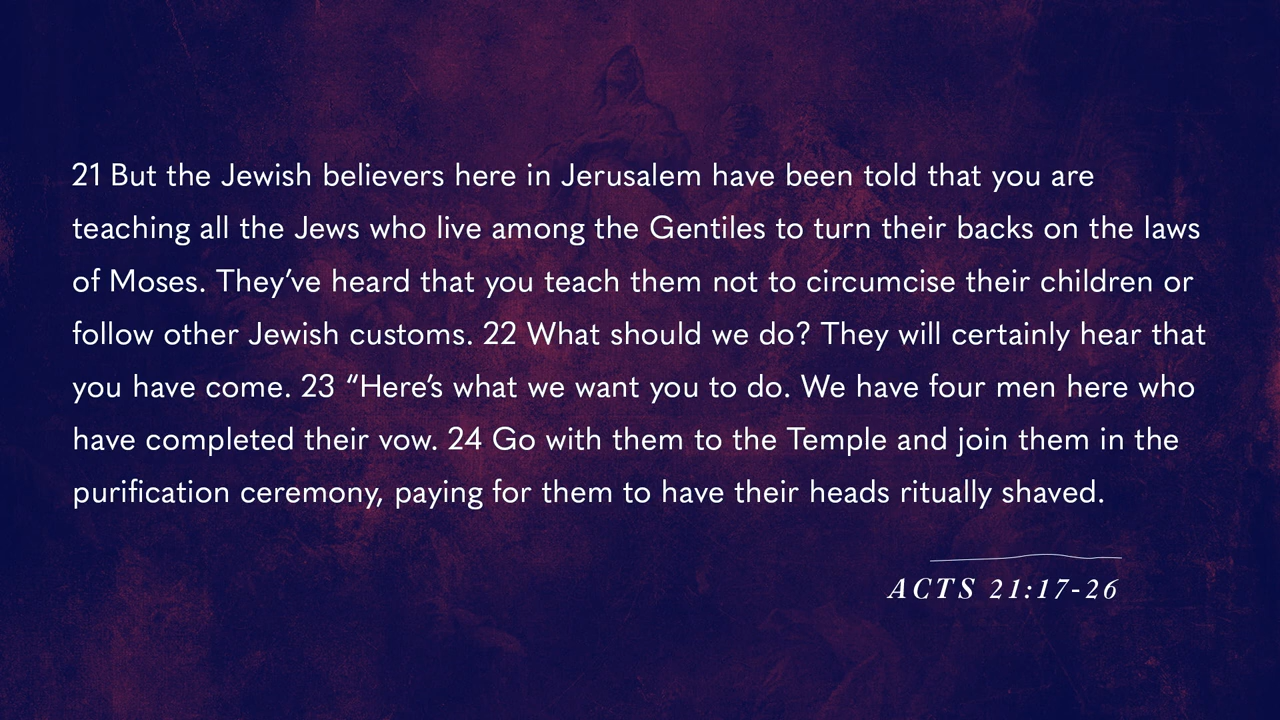 21 But the Jewish believers here in Jerusalem have been told that you are
teaching all the Jews who live among the Gentiles to turn their backs on the laws
of Moses. They’ve heard that you teach them not to circumcise their children or
follow other Jewish customs. 22 What should we do? They will certainly hear that
you have come. 23 “Here’s what we want you to do. We have four men here who
have completed their vow. 24 Go with them to the Temple and join them in the
purification ceremony, paying for them to have their heads ritually shaved.
ACTS 21:17-26